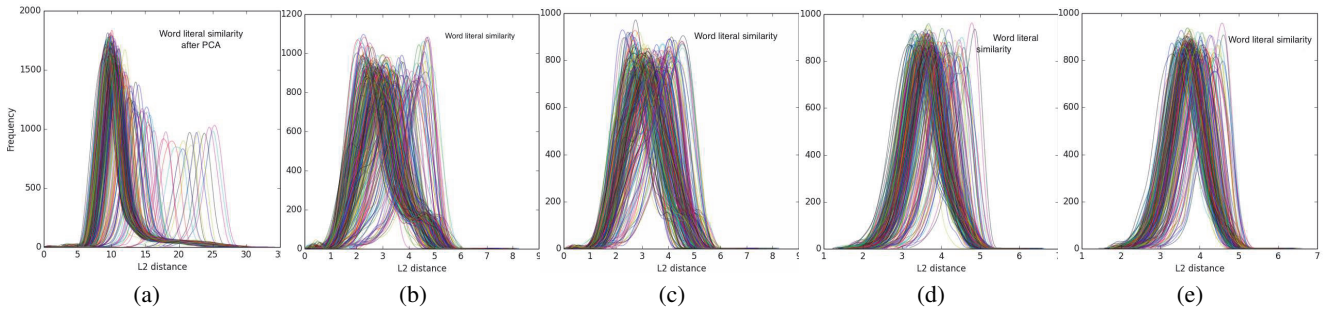 2000
1500
1000
500
0
Frequency
Word literal similarity
after PCA
0 5 10 15 20 25 30 35
L2 distance
(a)
1200
1000
800
600
400
200
0
Word literal similarity
0 1 2 3 4 5 6 7 8 9
L2 distance
(b)
1000
800
600
400
200
0
Word literal similarity
0 1 2 3 4 5 6 7 8 9
L2 distance
(c)
1000
800
600
400
200
0
Word literal
similarity
1 2 3 4 5 6 7
L2 distance
(d)
1000
800
600
400
200
0
Word literal similarity
1 2 3 4 5 6 7
L2 distance
(e)